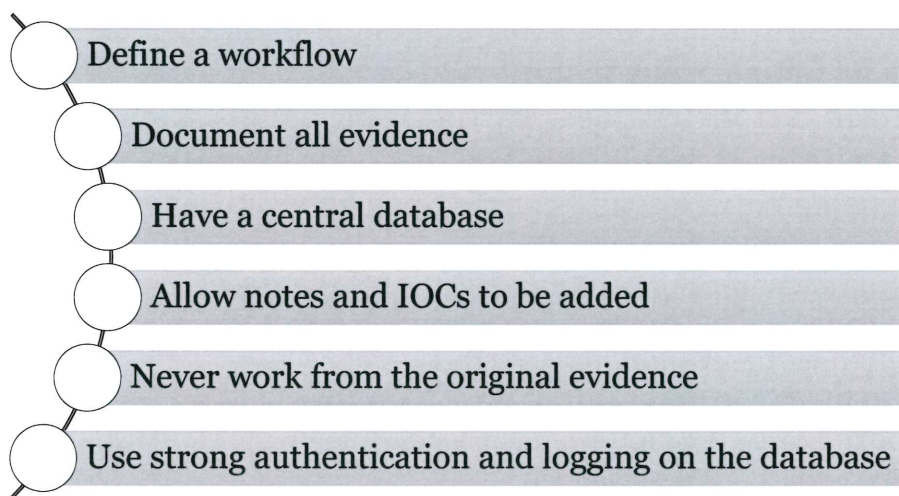 Define a workflow
Document all evidence
Have a central database
Allow notes and IOCs to be added
Never work from the original evidence
Use strong authentication and logging on the database